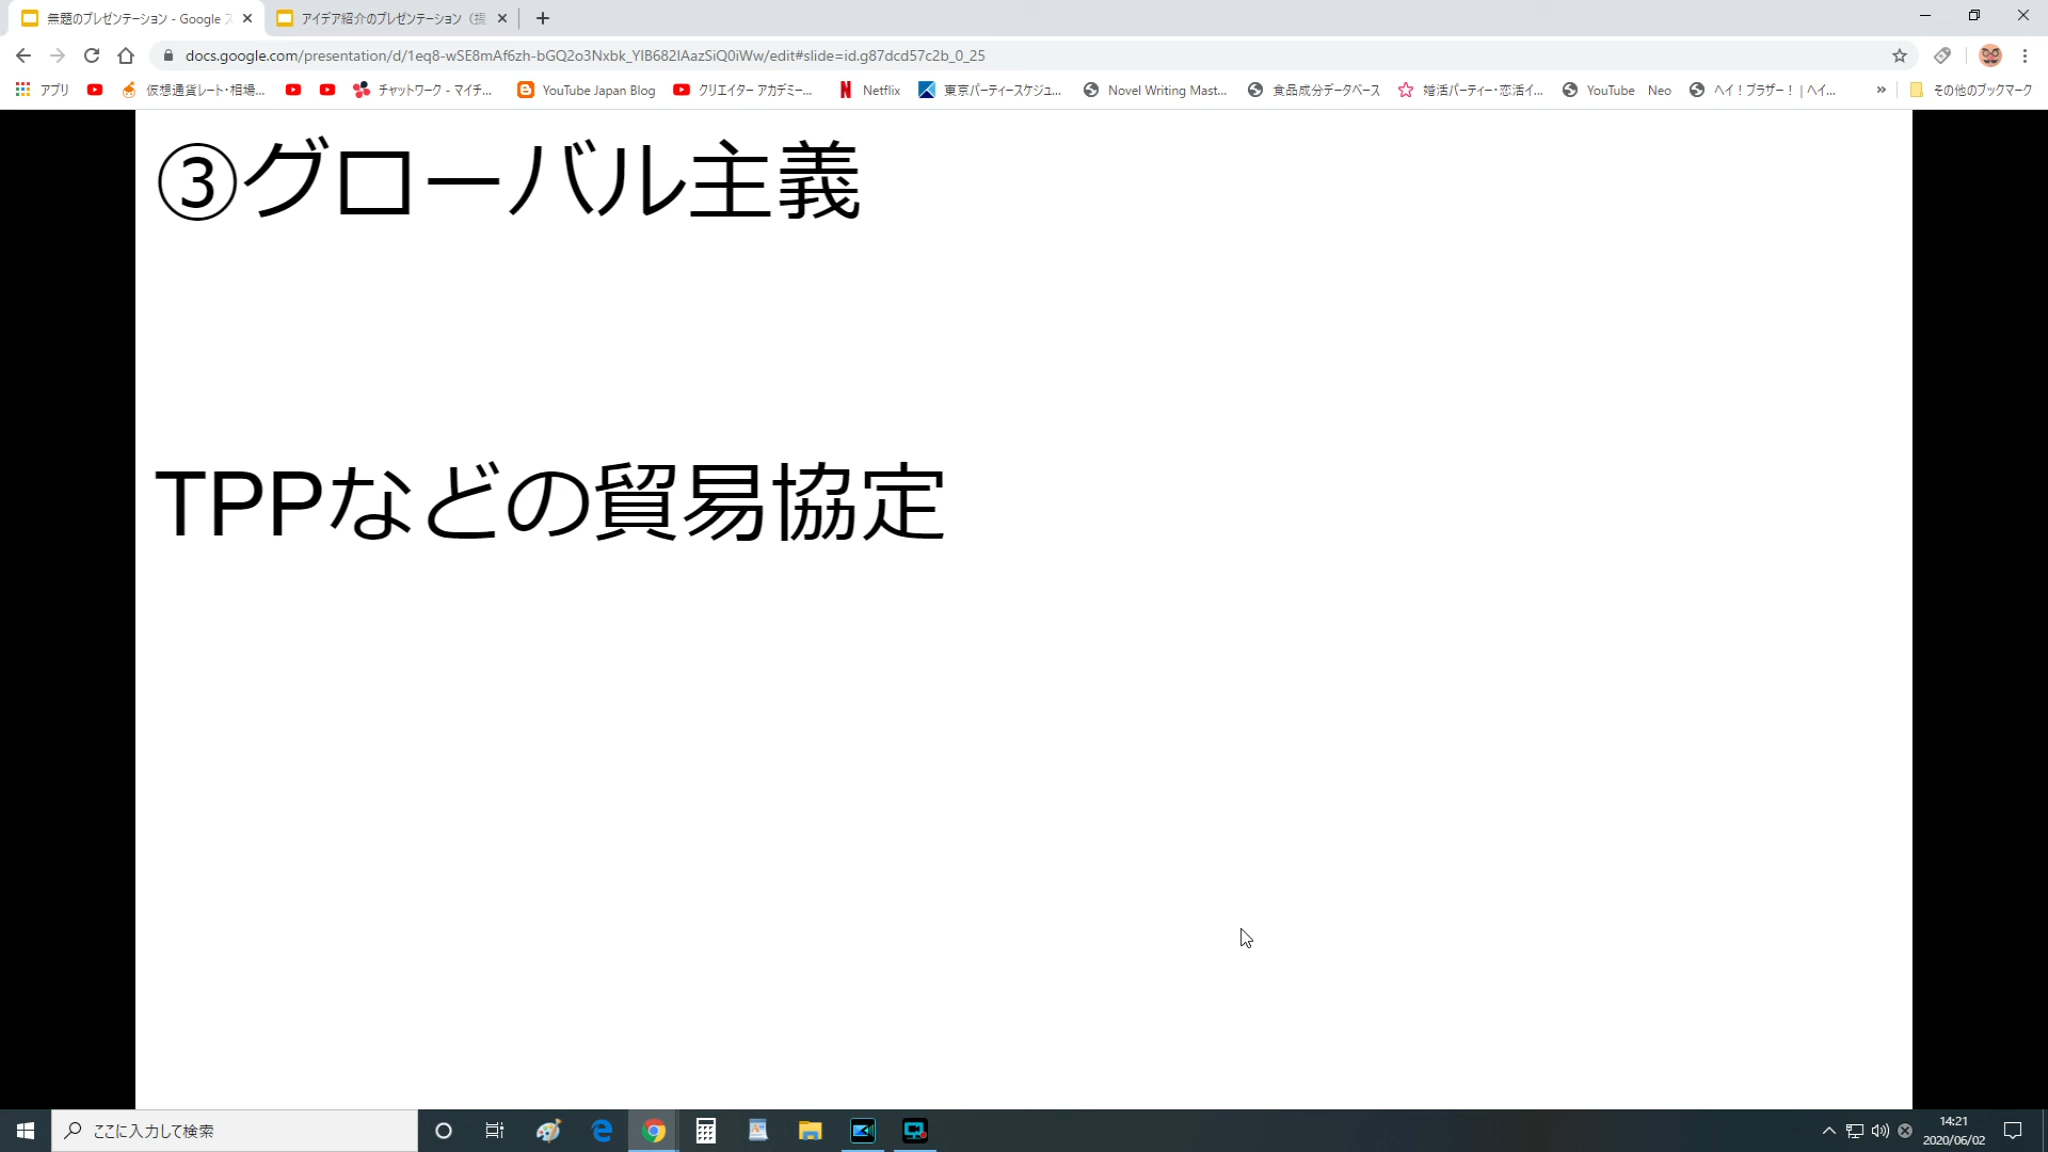 無題のプレゼンテーション - Google ス
アイデア紹介のプレゼンテーション（提
docs.google.com/presentation/d/1eq8-wSE8mAf6zh-bGQ2o3Nxbk_YIB682IAazSiQ0iWw/edit#slide=id.g87dcd57c2b_0_25
アプリ
仮想通貨レート・相場...
チャットワーク - マイチ...
YouTube Japan Blog
クリエイター アカデミー...
Netflix
東京パーティースケジュ...
Novel Writing Mast...
食品成分データベース
婚活パーティー・恋活イ...
YouTube Neo
ヘイ！ブラザー！ | ヘイ...
»
その他のブックマーク
③グローバル主義
TPPなどの貿易協定
ここに入力して検索
14:21
2020/06/02